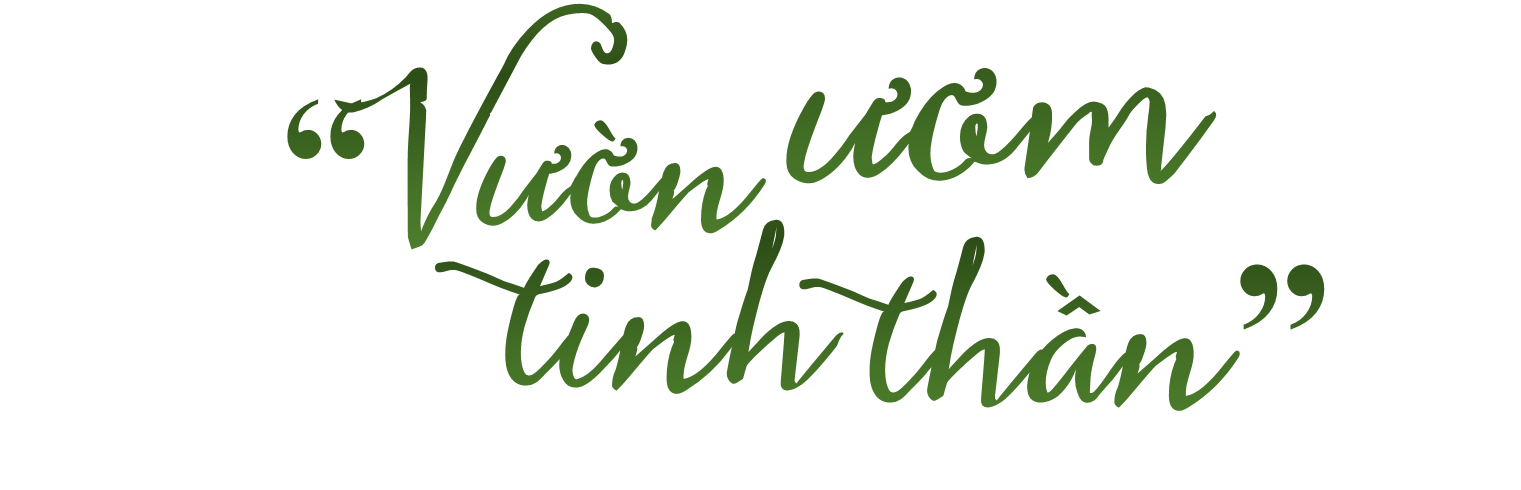 “Vườn ươm
tinh thần”